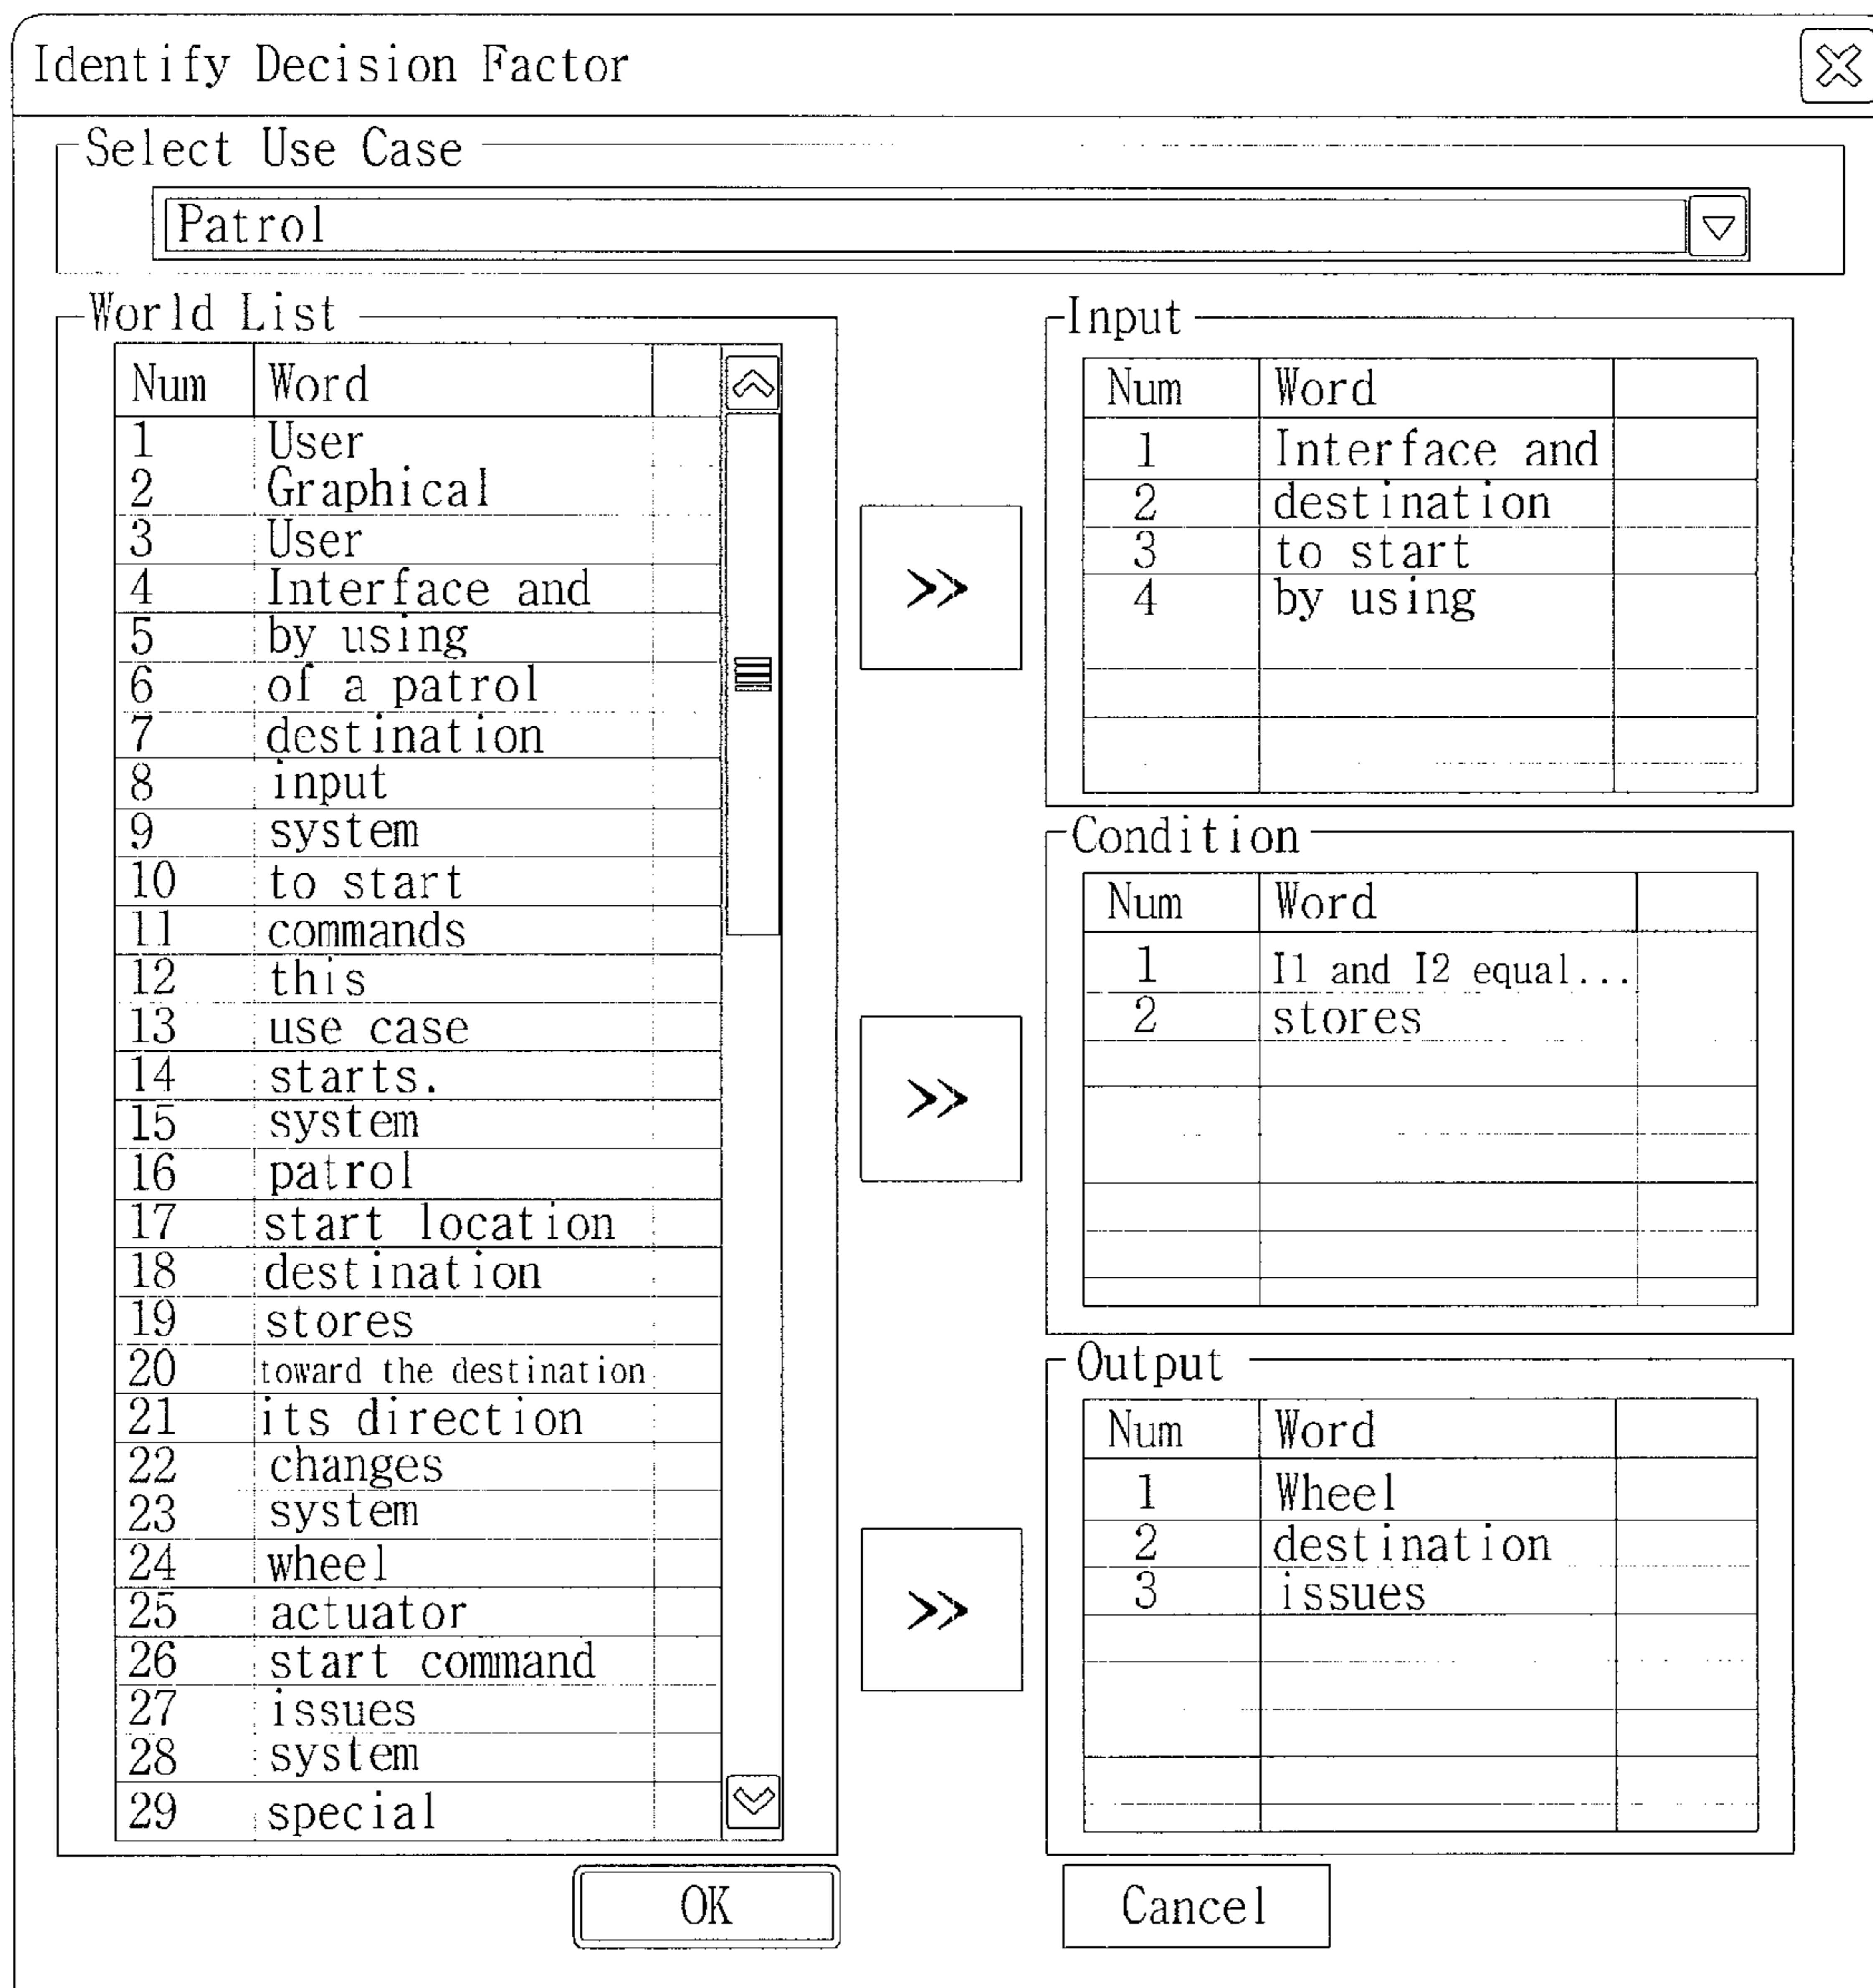 Identify Decision Factor
Select Use Case
Patrol
World List
Num Word
1 User
2 Graphical
3 User
4 Interface and
5 by using
6 of a patrol
7 destination
8 input
9 system
10 to start
11 commands
12 this
13 use case
14 starts.
15 system
16 patrol
17 start location
18 destination
19 stores
20 toward the destination
21 its direction
22 changes
23 system
24 wheel
25 actuator
26 start command
27 issues
28 system
29 special
>>
>>
>>
Input
Num Word
1 Interface and
2 destination
3 to start
4 by using
Condition
Num Word
1 I1 and I2 equal...
2 stores
Output
Num Word
1 Wheel
2 destination
3 issues
OK Cancel